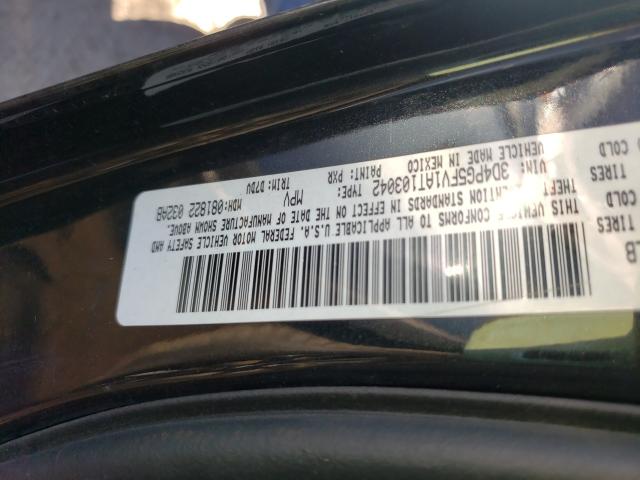 THIS VEHICLE CONFORMS TO ALL APPLICABLE U.S.A. FEDERAL MOTOR VEHICLE SAFETY AND
THEFT STANDARDS IN EFFECT ON THE DATE OF MANUFACTURE SHOWN ABOVE.
VIN: 3D4PG5FV1AT103042 TYPE: MPV MDH: 081822 032AB
VEHICLE MADE IN MEXICO PAINT: PXR TRIM: D7DV
LB
TIRES
COLD
TIRES
COLD